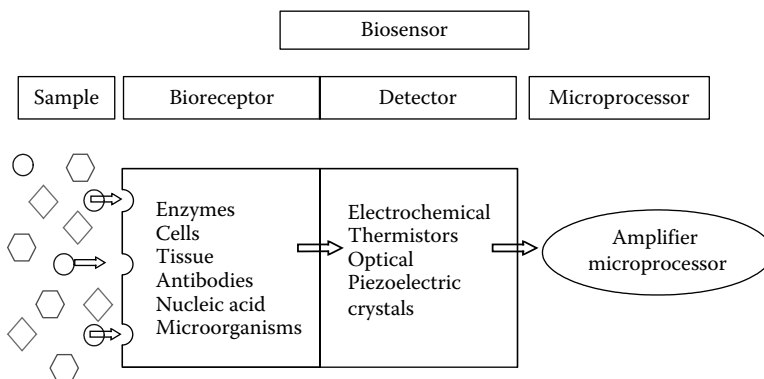 Biosensor
Sample
Bioreceptor
Detector
Microprocessor
Enzymes
Cells
Tissue
Antibodies
Nucleic acid
Microorganisms
Electrochemical
Thermistors
Optical
Piezoelectric
crystals
Amplifier
microprocessor